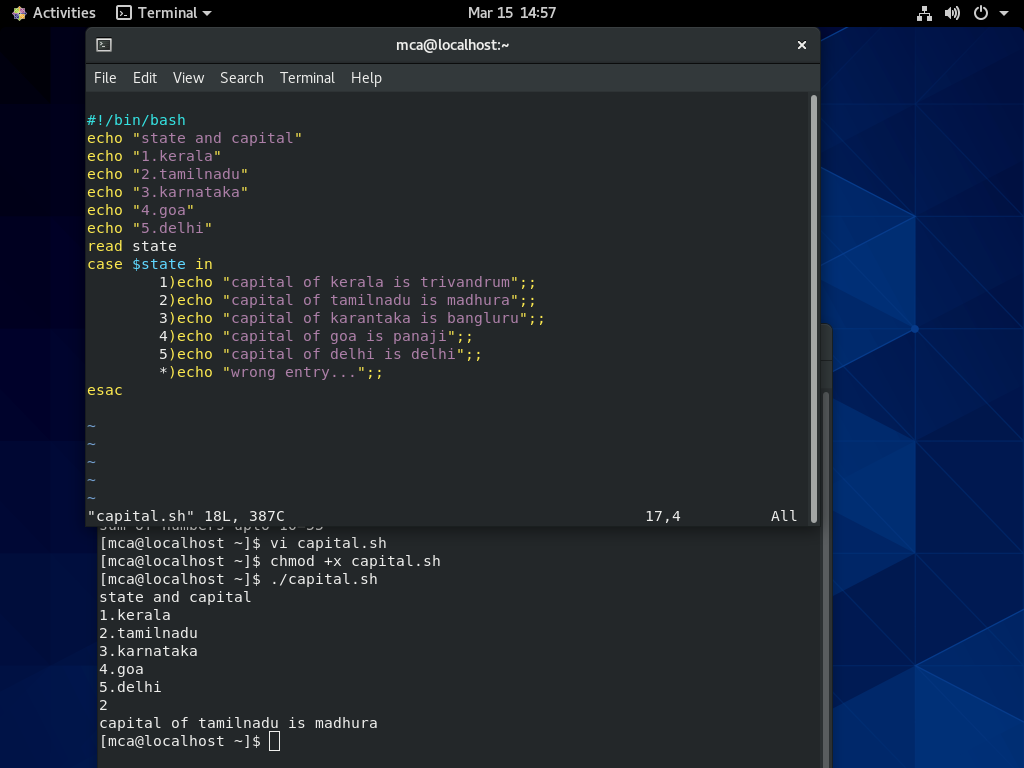 Activities Terminal Mar 15 14:57
mca@localhost:~
File Edit View Search Terminal Help
#!/bin/bash
echo "state and capital"
echo "1.kerala"
echo "2.tamilnadu"
echo "3.karnataka"
echo "4.goa"
echo "5.delhi"
read state
case $state in
1)echo "capital of kerala is trivandrum";;
2)echo "capital of tamilnadu is madhura";;
3)echo "capital of karantaka is bangluru";;
4)echo "capital of goa is panaji";;
5)echo "capital of delhi is delhi";;
*)echo "wrong entry...";;
esac
~
~
~
~
~
"capital.sh" 18L, 387C 17,4 All
sum of numbers upto 10=55
[mca@localhost ~]$ vi capital.sh
[mca@localhost ~]$ chmod +x capital.sh
[mca@localhost ~]$ ./capital.sh
state and capital
1.kerala
2.tamilnadu
3.karnataka
4.goa
5.delhi
2
capital of tamilnadu is madhura
[mca@localhost ~]$